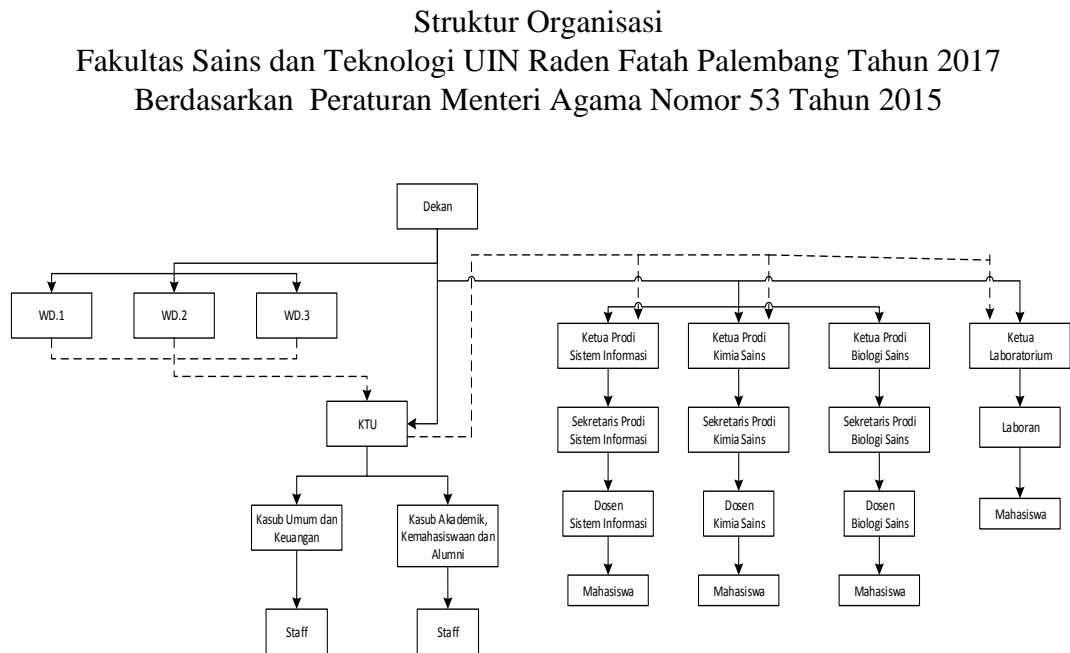 Struktur Organisasi
Fakultas Sains dan Teknologi UIN Raden Fatah Palembang Tahun 2017
Berdasarkan Peraturan Menteri Agama Nomor 53 Tahun 2015
Dekan
WD.1
WD.2
WD.3
Ketua Prodi
Sistem Informasi
Ketua Prodi
Kimia Sains
Ketua Prodi
Biologi Sains
Ketua
Laboratorium
KTU
Sekretaris Prodi
Sistem Informasi
Sekretaris Prodi
Kimia Sains
Sekretaris Prodi
Biologi Sains
Laboran
Kasub Umum dan
Keuangan
Kasub Akademik,
Kemahasiswaan dan
Alumni
Dosen
Sistem Informasi
Dosen
Kimia Sains
Dosen
Biologi Sains
Mahasiswa
Mahasiswa
Mahasiswa
Mahasiswa
Staff
Staff